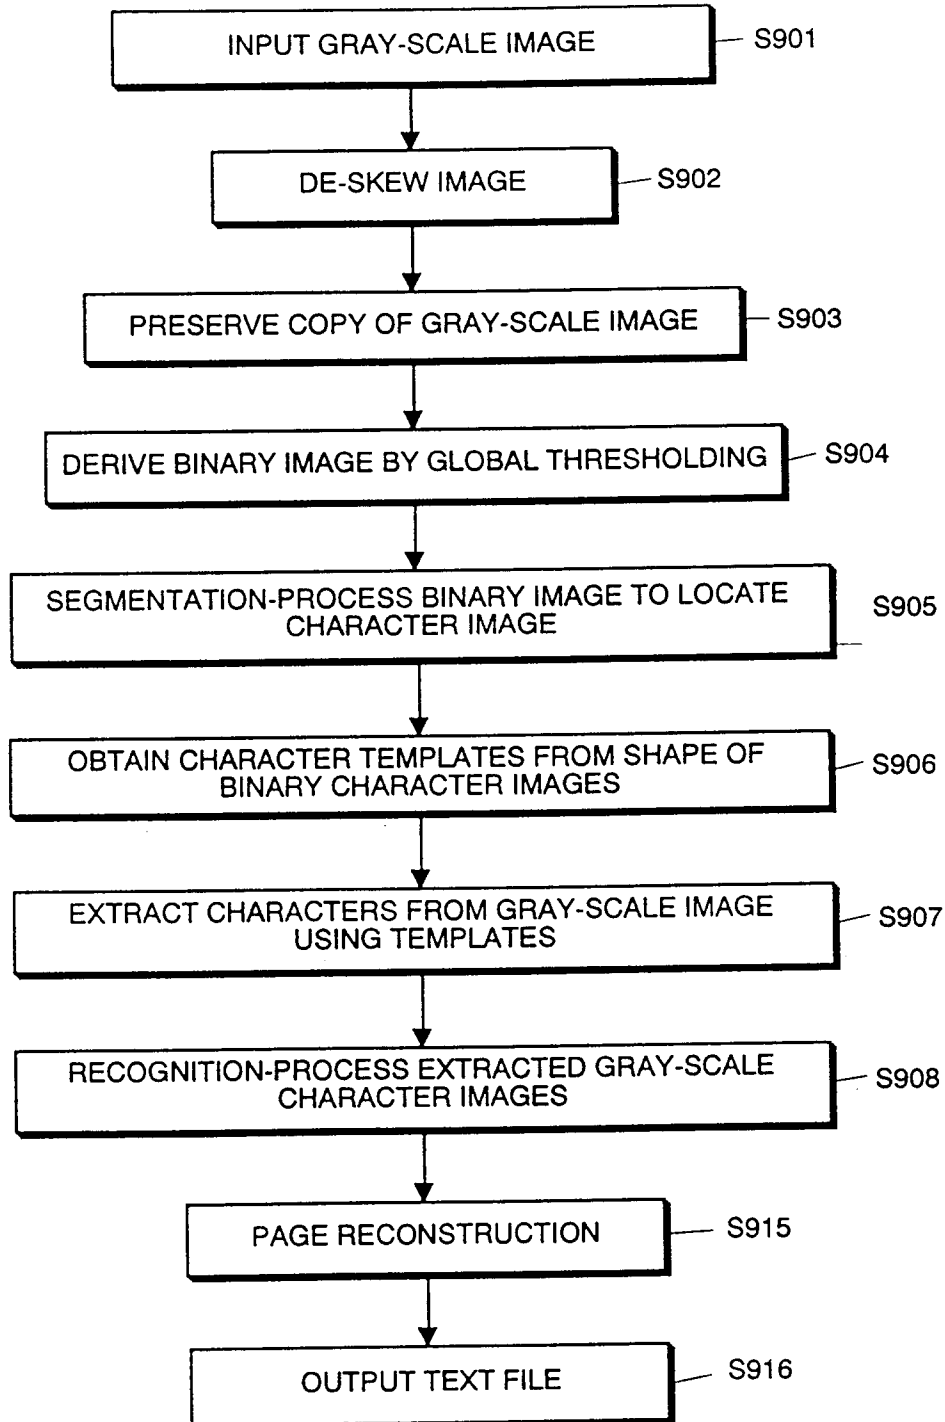 INPUT GRAY-SCALE IMAGE
S901
DE-SKEW IMAGE
S902
PRESERVE COPY OF GRAY-SCALE IMAGE
S903
DERIVE BINARY IMAGE BY GLOBAL THRESHOLDING
S904
SEGMENTATION-PROCESS BINARY IMAGE TO LOCATE
CHARACTER IMAGE
S905
OBTAIN CHARACTER TEMPLATES FROM SHAPE OF
BINARY CHARACTER IMAGES
S906
EXTRACT CHARACTERS FROM GRAY-SCALE IMAGE
USING TEMPLATES
S907
RECOGNITION-PROCESS EXTRACTED GRAY-SCALE
CHARACTER IMAGES
S908
PAGE RECONSTRUCTION
S915
OUTPUT TEXT FILE
S916